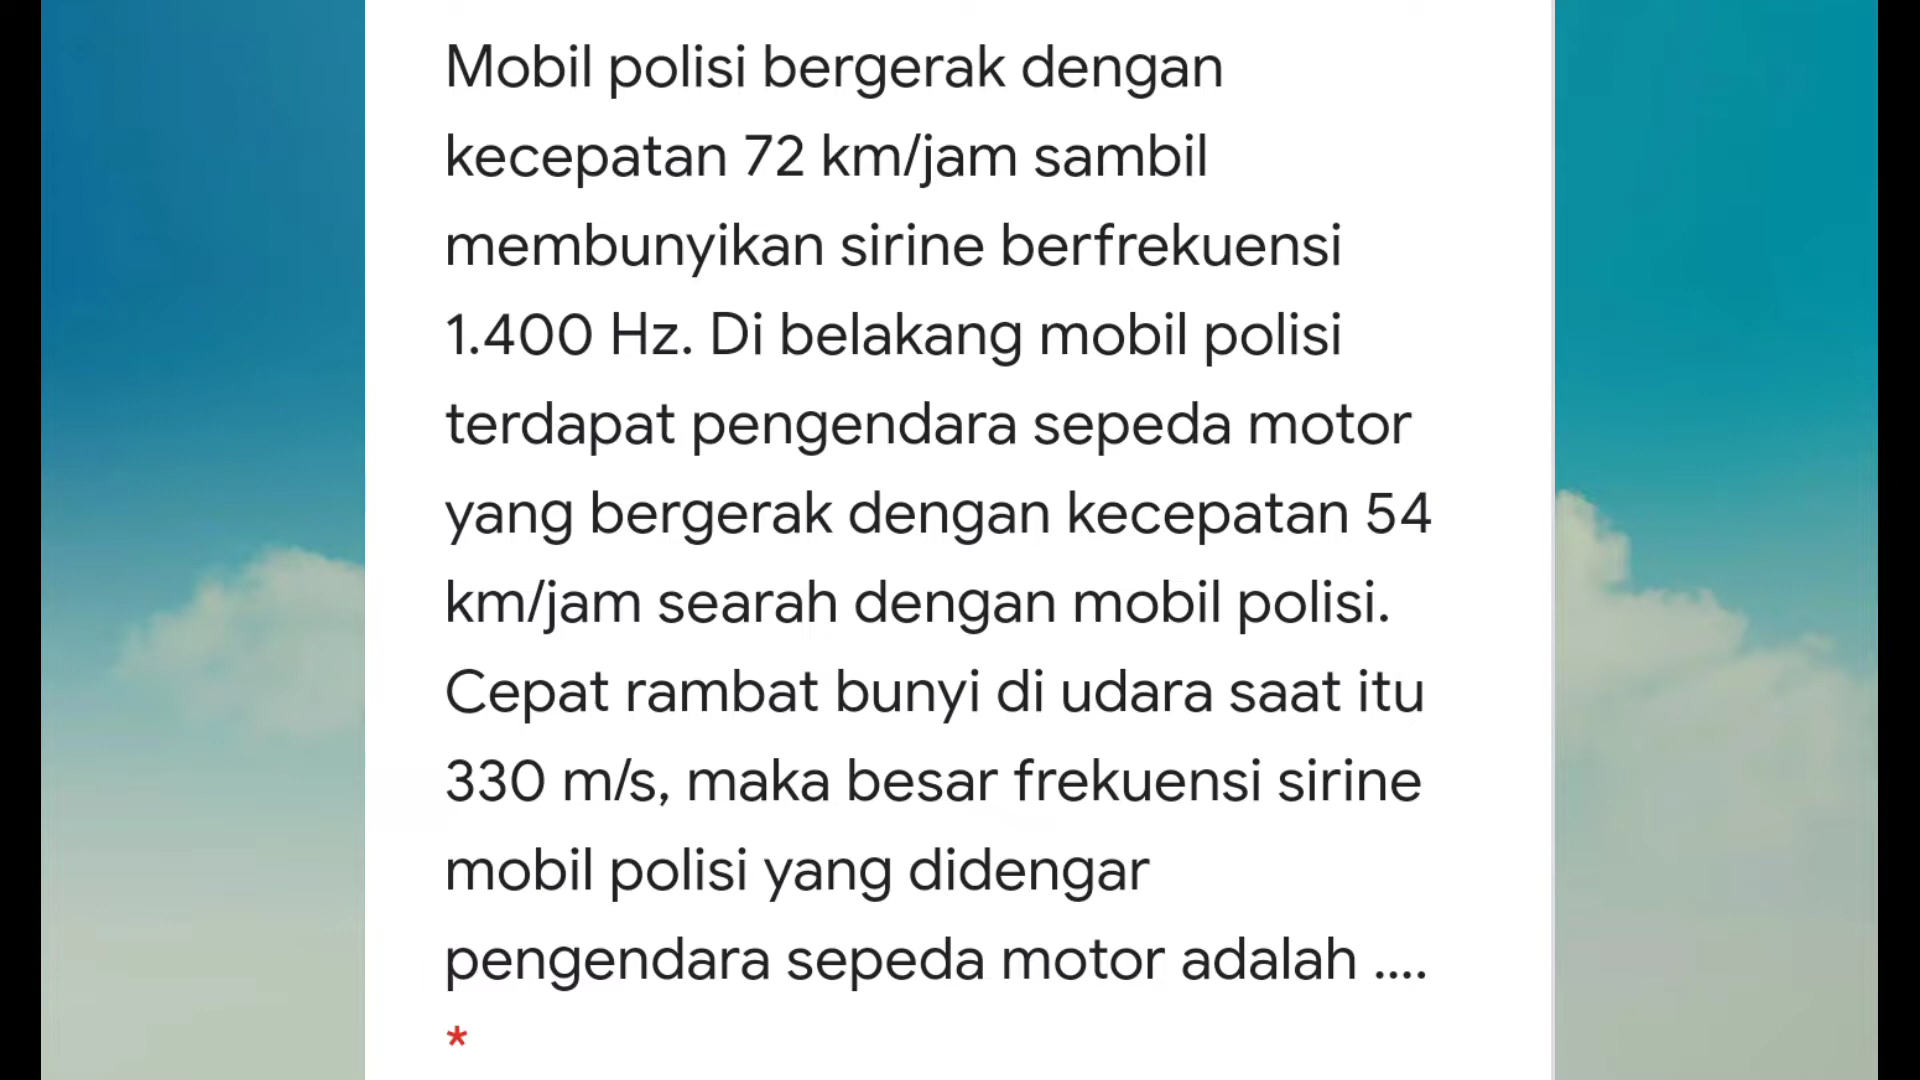 Mobil polisi bergerak dengan
kecepatan 72 km/jam sambil
membunyikan sirine berfrekuensi
1.400 Hz. Di belakang mobil polisi
terdapat pengendara sepeda motor
yang bergerak dengan kecepatan 54
km/jam searah dengan mobil polisi.
Cepat rambat bunyi di udara saat itu
330 m/s, maka besar frekuensi sirine
mobil polisi yang didengar
pengendara sepeda motor adalah ....
*